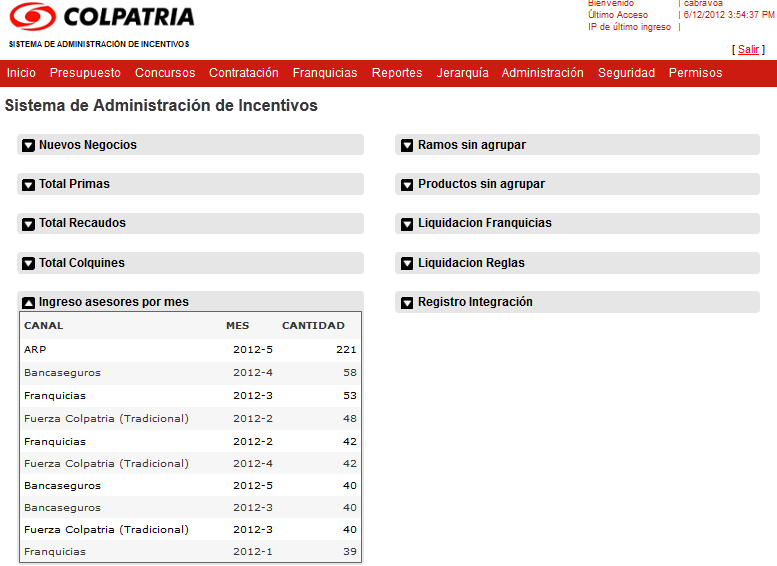 COLPATRIA
SISTEMA DE ADMINISTRACIÓN DE INCENTIVOS
Bienvenido | cabravoa
Último Acceso | 6/12/2012 3:54:37 PM
IP de último ingreso |
[ Salir ]
Inicio Presupuesto Concursos Contratación Franquicias Reportes Jerarquía Administración Seguridad Permisos
Sistema de Administración de Incentivos
Nuevos Negocios
Total Primas
Total Recaudos
Total Colquines
Ingreso asesores por mes
CANAL MES CANTIDAD
ARP 2012-5 221
Bancaseguros 2012-4 58
Franquicias 2012-3 53
Fuerza Colpatria (Tradicional) 2012-2 48
Franquicias 2012-2 42
Fuerza Colpatria (Tradicional) 2012-4 42
Bancaseguros 2012-5 40
Bancaseguros 2012-3 40
Fuerza Colpatria (Tradicional) 2012-3 40
Franquicias 2012-1 39
Ramos sin agrupar
Productos sin agrupar
Liquidacion Franquicias
Liquidacion Reglas
Registro Integración